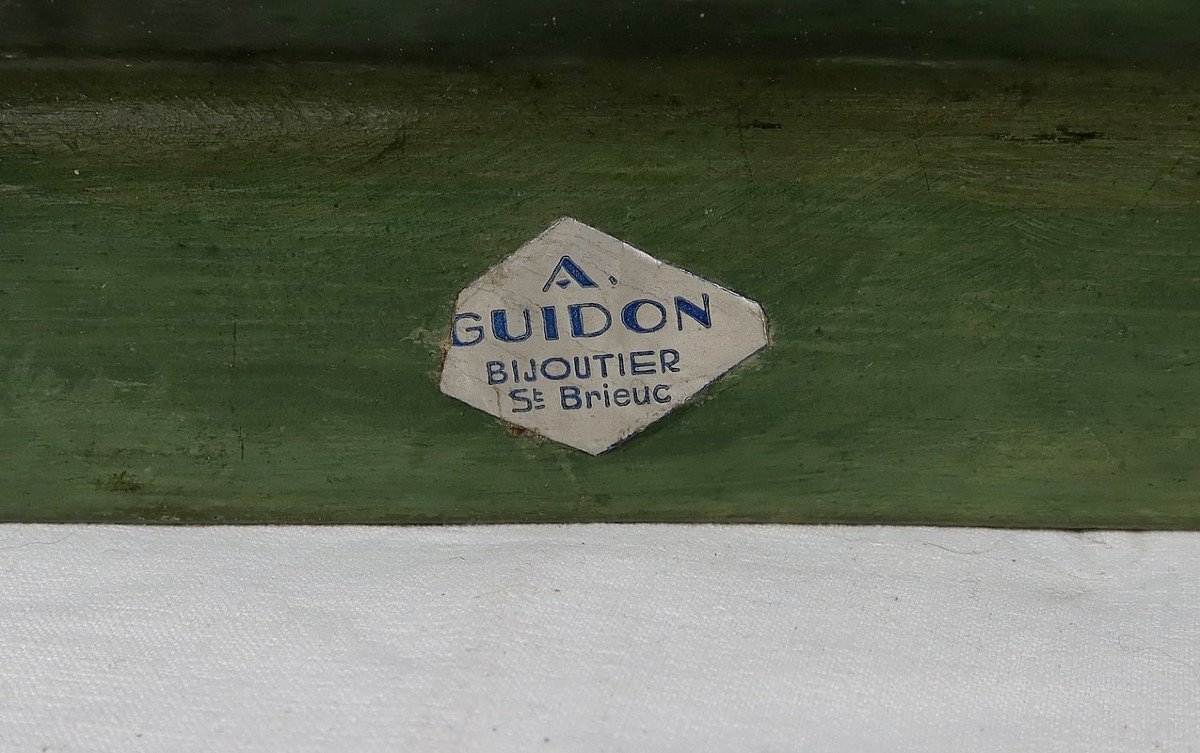 A.
GUIDON
BIJOUTIER
St Brieuc